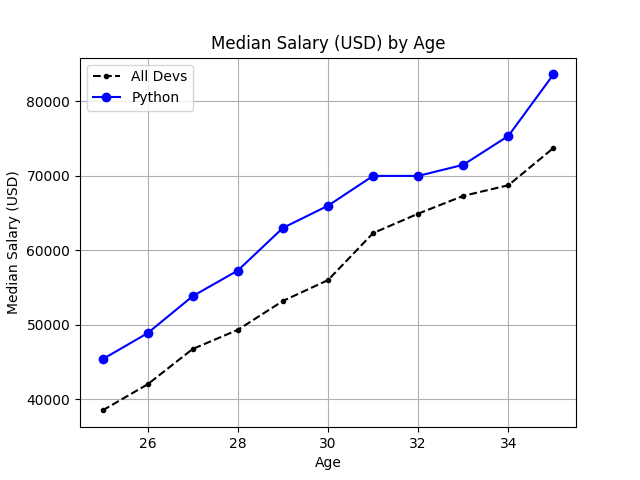 Median Salary (USD) by Age
All Devs
Python
80000
70000
60000
50000
40000
Median Salary (USD)
26 28 30 32 34
Age